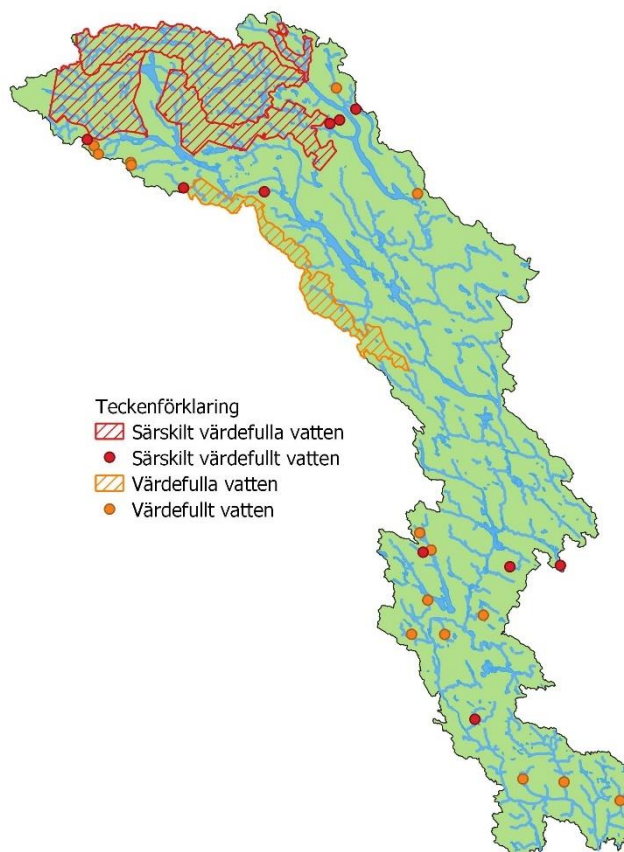 Teckenförklaring
Särskilt värdefulla vatten
Särskilt värdefullt vatten
Värdefulla vatten
Värdefullt vatten